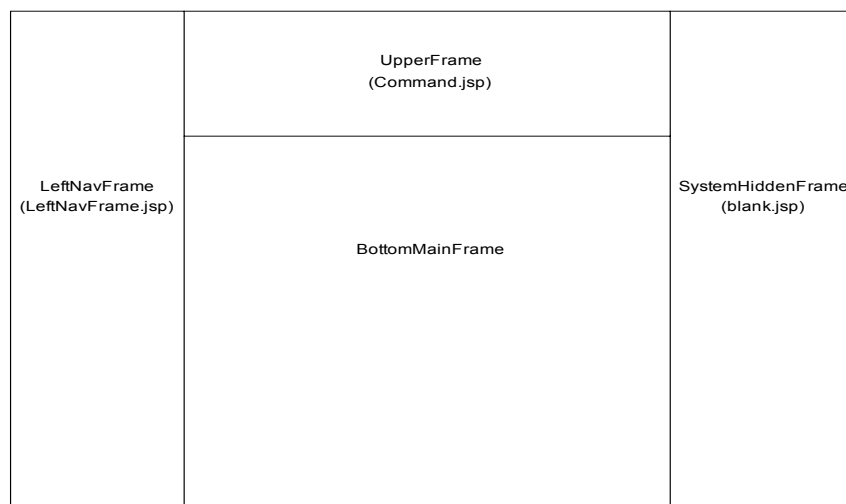 UpperFrame
(Command.jsp)
LeftNavFrame
(LeftNavFrame.jsp)
SystemHiddenFrame
(blank.jsp)
BottomMainFrame